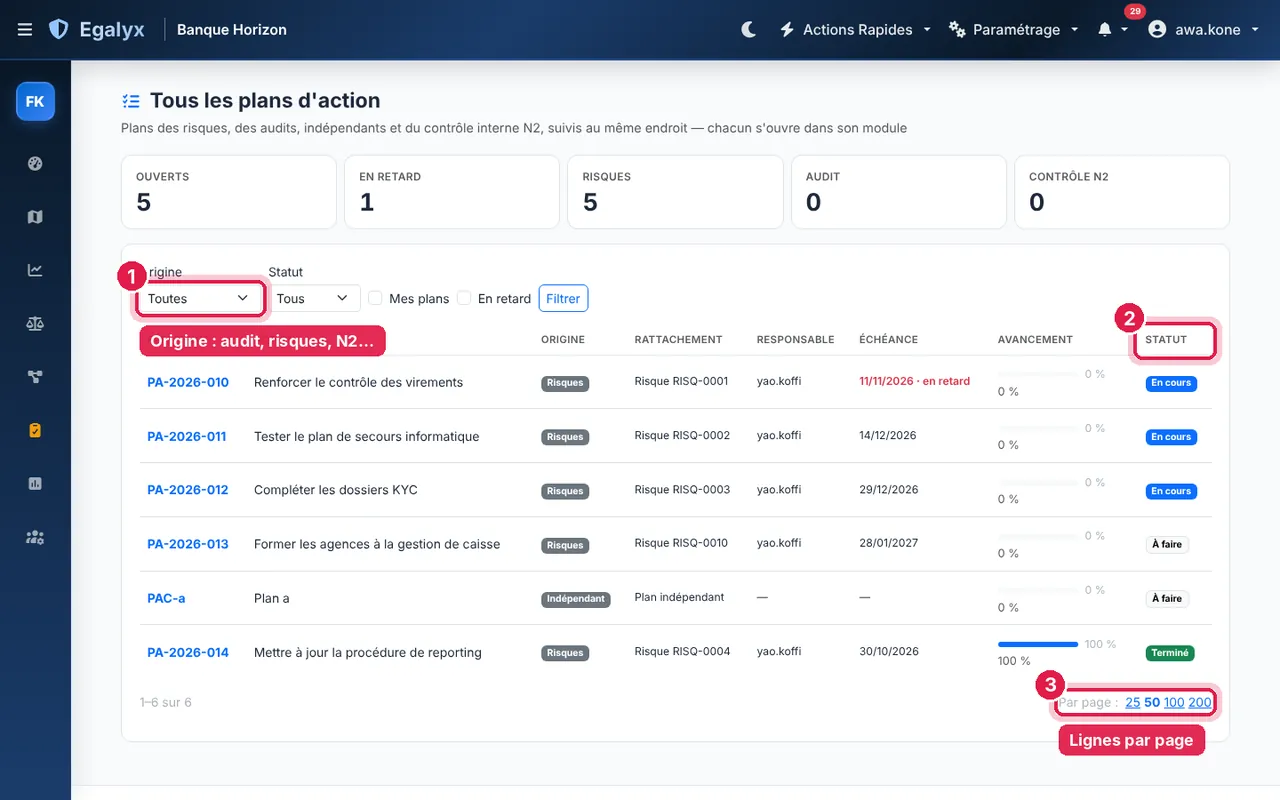 Egalyx
Banque Horizon
Actions Rapides
Paramétrage
29
awa.kone
FK
Tous les plans d'action
Plans des risques, des audits, indépendants et du contrôle interne N2, suivis au même endroit — chacun s'ouvre dans son module
OUVERTS
5
EN RETARD
1
RISQUES
5
AUDIT
0
CONTRÔLE N2
0
1
rigine
Statut
Toutes
Tous
Mes plans
En retard
Filtrer
Origine : audit, risques, N2…
2
ORIGINE RATTACHEMENT RESPONSABLE ÉCHÉANCE AVANCEMENT STATUT
PA-2026-010 Renforcer le contrôle des virements Risques Risque RISQ-0001 yao.koffi 11/11/2026 · en retard 0 % 0 % En cours
PA-2026-011 Tester le plan de secours informatique Risques Risque RISQ-0002 yao.koffi 14/12/2026 0 % 0 % En cours
PA-2026-012 Compléter les dossiers KYC Risques Risque RISQ-0003 yao.koffi 29/12/2026 0 % 0 % En cours
PA-2026-013 Former les agences à la gestion de caisse Risques Risque RISQ-0010 yao.koffi 28/01/2027 0 % 0 % À faire
PAC-a Plan a Indépendant Plan indépendant — — 0 % 0 % À faire
PA-2026-014 Mettre à jour la procédure de reporting Risques Risque RISQ-0004 yao.koffi 30/10/2026 100 % 100 % Terminé
3
1–6 sur 6
Par page : 25 50 100 200
Lignes par page